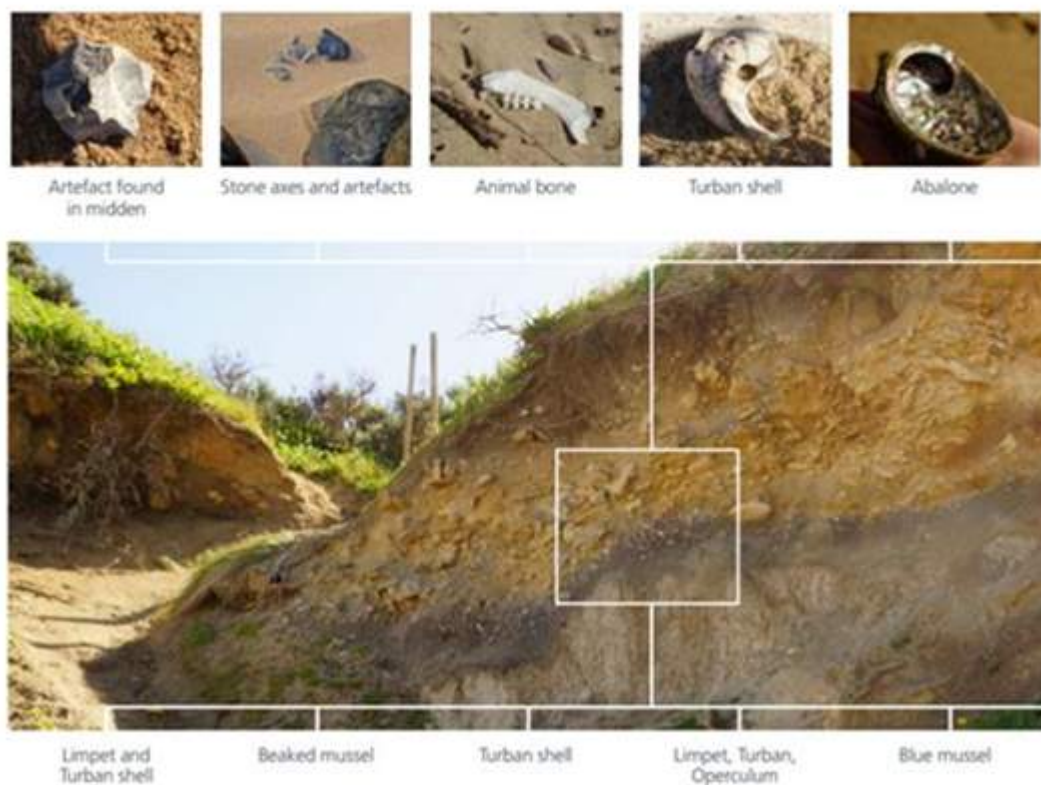 Artefact found
in midden
Stone axes and artefacts
Animal bone
Turban shell
Abalone
Limpet and
Turban shell
Beaked mussel
Turban shell
Limpet, Turban,
Operculum
Blue mussel